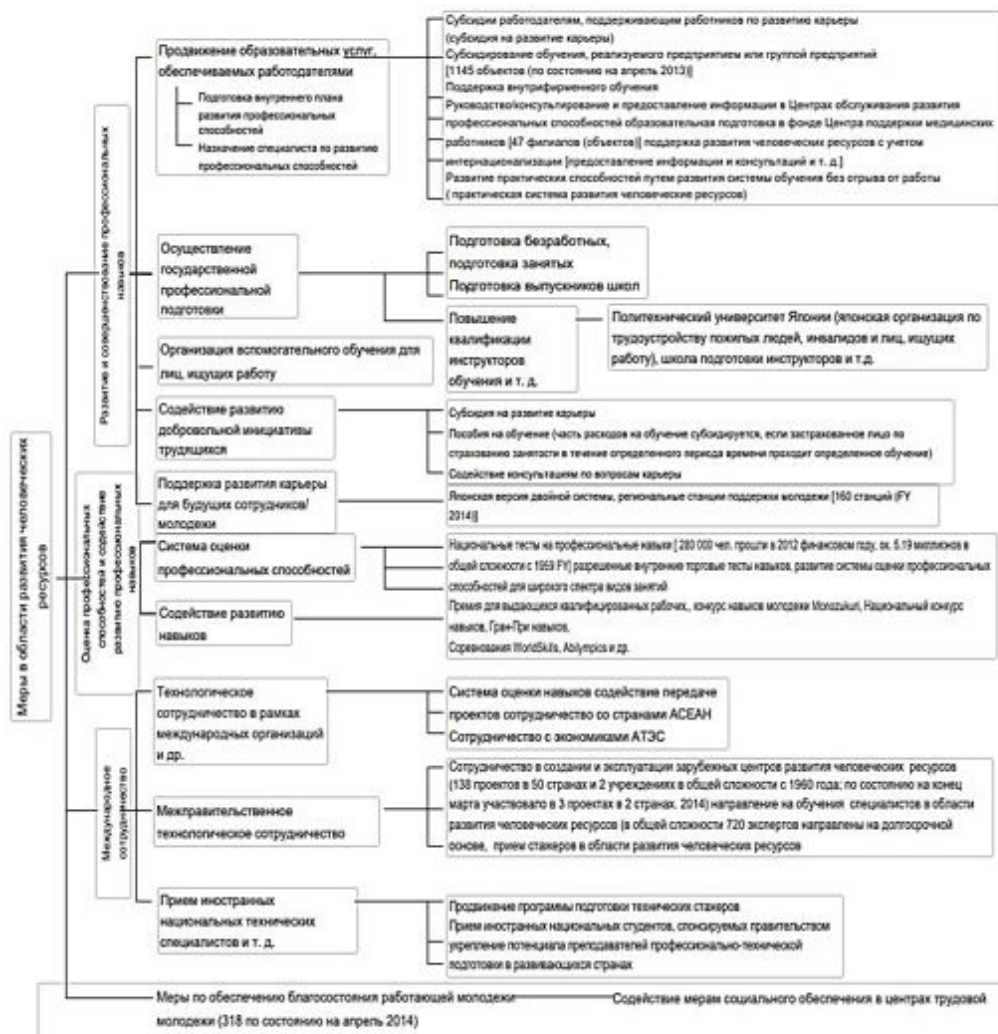 Меры в области развития человеческих
ресурсов
Развитие и совершенствование профессиональных
навыков
Продвижение образовательных услуг,
обеспечиваемых работодателями
Подготовка внутреннего плана
развития профессиональных
способностей
Назначение специалиста по развитию
профессиональных способностей
Субсидии работодателям, поддерживающим работников по развитию карьеры
(субсидия на развитие карьеры)
Субсидирование обучения, реализуемого предприятием или группой предприятий
[1145 объектов (по состоянию на апрель 2013)]
Поддержка внутрифирменного обучения
Руководство/консультирование и предоставление информации в Центрах обслуживания развития
профессиональных способностей образовательная подготовка в фонде Центра поддержки медицинских
работников [47 филиалов (объектов)] поддержка развития человеческих ресурсов с учетом
интернационализации [предоставление информации и консультаций и т. д.]
Развитие практических способностей путем развития системы обучения без отрыва от работы
( практическая система развития человеческие ресурсов)
Осуществление
государственной
профессиональной
подготовки
Подготовка безработных,
подготовка занятых
Подготовка выпускников школ
Повышение
квалификации
инструкторов
обучения и т. д.
Политехнический университет Японии (японская организация по
трудоустройству пожилых людей, инвалидов и лиц, ищущих
работу), школа подготовки инструкторов и т.д.
Организация вспомогательного обучения для
лиц, ищущих работу
Содействие развитию
добровольной инициативы
трудящихся
Субсидия на развитие карьеры
Пособия на обучение (часть расходов на обучение субсидируется, если застрахованное лицо по
страхованию занятости в течение определенного периода времени проходит определенное обучение)
Содействие консультациям по вопросам карьеры
Поддержка развития карьеры
для будущих сотрудников/
молодежи
Японская версия двойной системы, региональные станции поддержки молодежи [160 станций (FY
2014)]
Оценка профессиональных
способностей и содействие
развитию профессиональных
навыков
Система оценки
профессиональных способностей
Национальные тесты на профессиональные навыки [ 280 000 чел. прошли в 2012 финансовом году, ок. 5.19 миллионов в
общей сложности с 1959 FY] разрешенные внутренние торговые тесты навыков, развитие системы оценки профессиональных
способностей для широкого спектра видов занятий
Содействие развитию
навыков
Премия для выдающихся квалифицированных рабочих,, конкурс навыков молодежи Monozukuri, Национальный конкурс
навыков, Гран-При навыков,
Соревнования WorldSkills, Abilympics и др.
Международное
сотрудничество
Технологическое
сотрудничество в рамках
международных организаций
и др.
Система оценки навыков содействие передаче
проектов сотрудничество со странами АСЕАН
Сотрудничество с экономиками АТЭС
Межправительственное
технологическое сотрудничество
Сотрудничество в создании и эксплуатации зарубежных центров развития человеческих ресурсов
(138 проектов в 50 странах и 2 учреждениях в общей сложности с 1960 года; по состоянию на конец
марта участвовало в 3 проектах в 2 странах, 2014) направление на обучения специалистов в области
развития человеческих ресурсов (в общей сложности 720 экспертов направлены на долгосрочной
основе, прием стажеров в области развития человеческих ресурсов
Прием иностранных
национальных технических
специалистов и т. д.
Продвижение программы подготовки технических стажеров
Прием иностранных национальных студентов, спонсируемых правительством
укрепление потенциала преподавателей профессионально-технической
подготовки в развивающихся странах
Меры по обеспечению благосостояния работающей молодежи
молодежи (318 по состоянию на апрель 2014)
Содействие мерам социального обеспечения в центрах трудовой